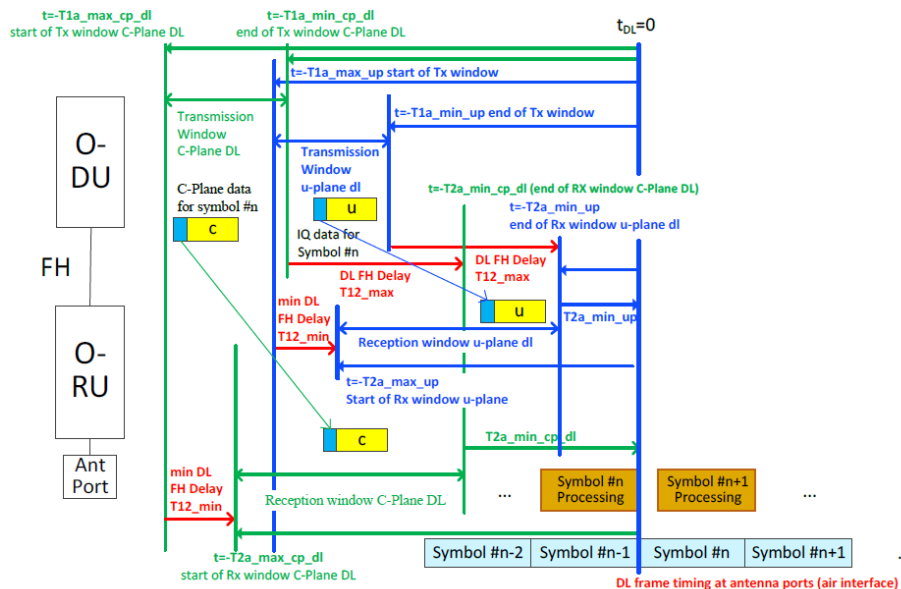 t=-T1a_max_cp_dl
start of Tx window C-Plane DL
t=-T1a_min_cp_dl
end of Tx window C-Plane DL
t_DL=0
t=-T1a_max_up start of Tx window
t=-T1a_min_up end of Tx window
Transmission
Window
C-Plane DL
Transmission
Window
u-plane dl
O-
DU
C-Plane data
for symbol #n
c
u
IQ data for
Symbol #n
t=-T2a_min_cp_dl (end of RX window C-Plane DL)
t=-T2a_min_up
end of Rx window u-plane dl
FH
DL FH Delay
T12_max
DL FH Delay
T12_max
min DL
FH Delay
T12_min
u
T2a_min_up
Reception window u-plane dl
O-
RU
t=-T2a_max_up
Start of Rx window u-plane
c
T2a_min_cp_dl
Ant
Port
min DL
FH Delay
T12_min
Reception window C-Plane DL
...
Symbol #n
Processing
Symbol #n+1
Processing
...
t=-T2a_max_cp_dl
start of Rx window C-Plane DL
Symbol #n-2
Symbol #n-1
Symbol #n
Symbol #n+1
.
DL frame timing at antenna ports (air interface)